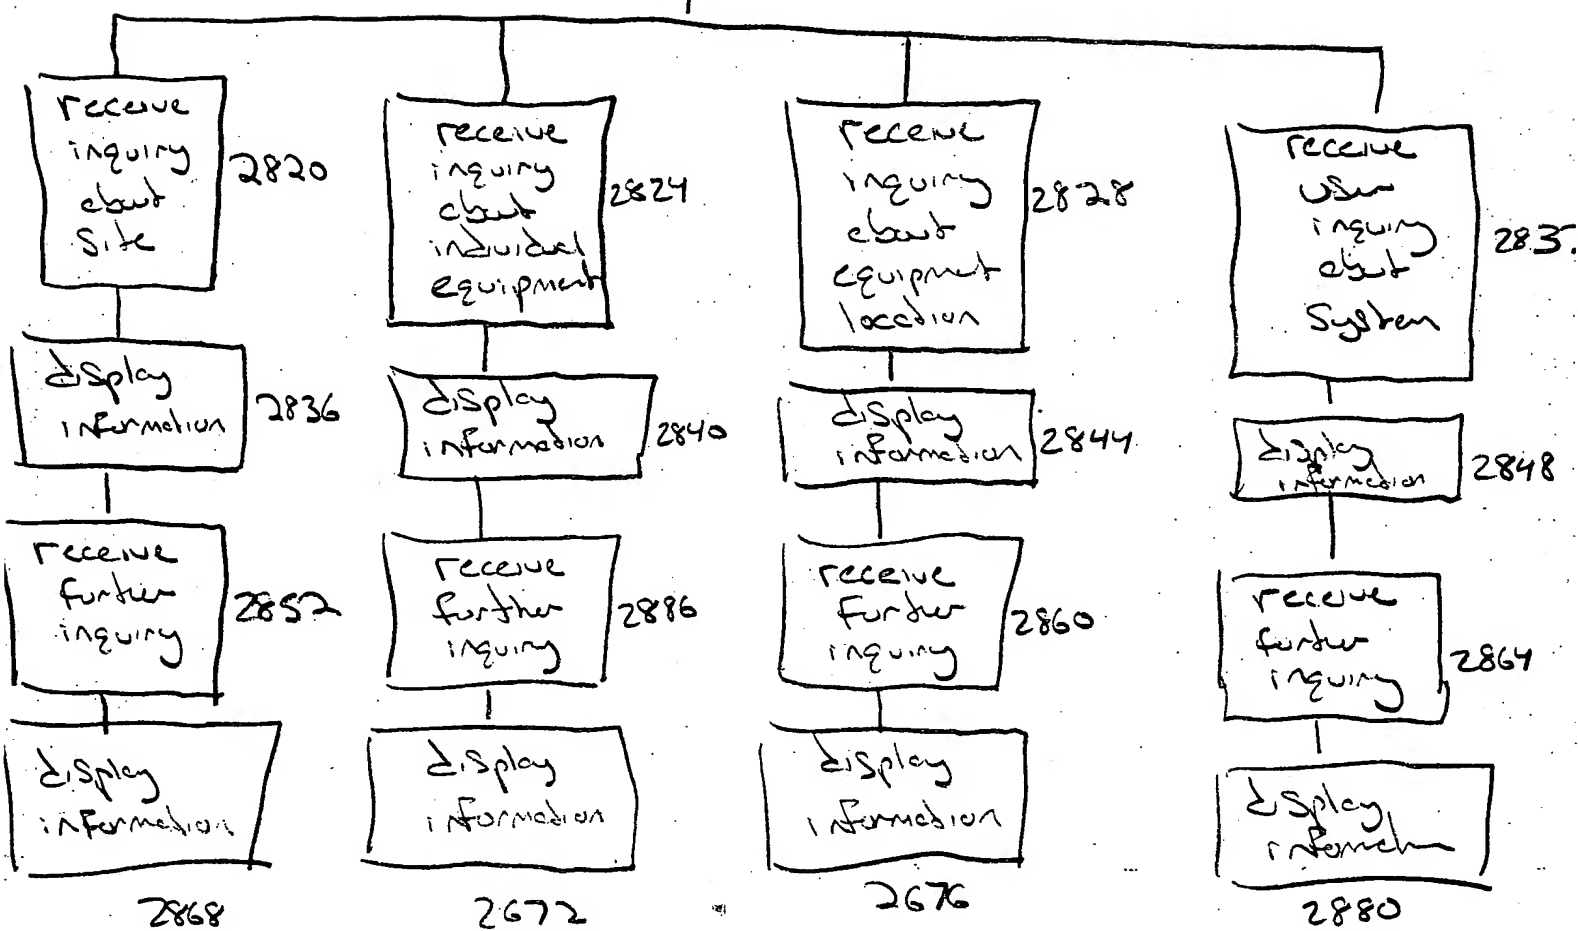 receive
inquiry
about
site
2820
receive
inquiry
about
individual
equipment
2824
receive
inquiry
about
equipment
location
2828
receive
user
inquiry
about
system
283
display
information
2836
display
information
2840
display
information
2844
display
information
2848
receive
further
inquiry
2852
receive
further
inquiry
2886
receive
further
inquiry
2860
receive
further
inquiry
2864
display
information
2868
display
information
2672
display
information
2676
display
information
2880